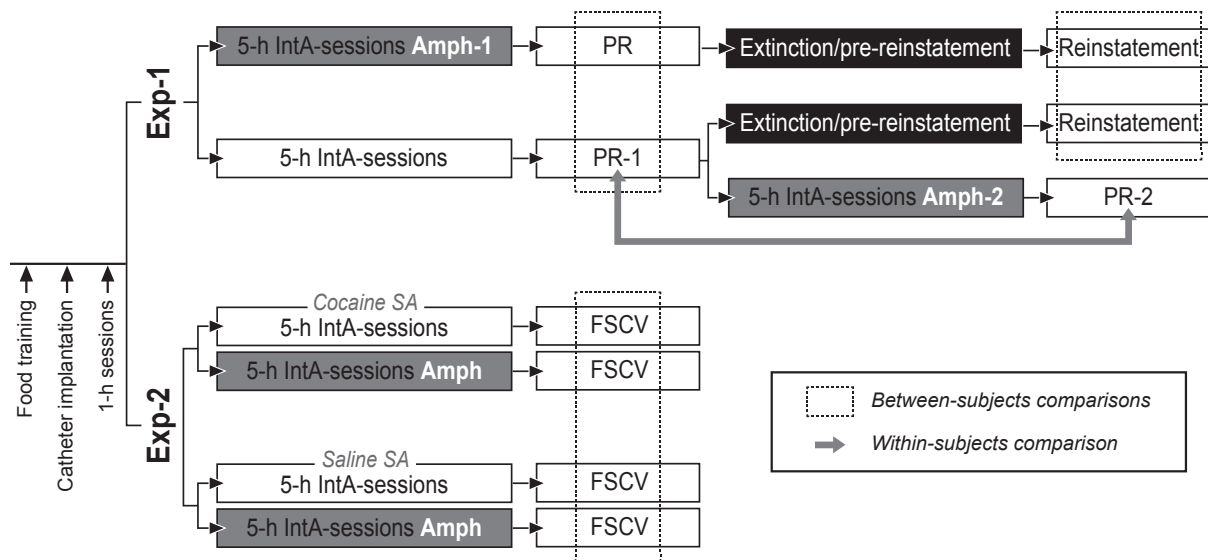 5-h IntA-sessions Amph-1
PR
Extinction/pre-reinstatement
Reinstatement
Exp-1
Extinction/pre-reinstatement
Reinstatement
5-h IntA-sessions
PR-1
5-h IntA-sessions Amph-2
PR-2
Food training
Catheter implantation
1-h sessions
Exp-2
Cocaine SA
5-h IntA-sessions
FSCV
5-h IntA-sessions Amph
FSCV
Saline SA
5-h IntA-sessions
FSCV
5-h IntA-sessions Amph
FSCV
Between-subjects comparisons
Within-subjects comparison